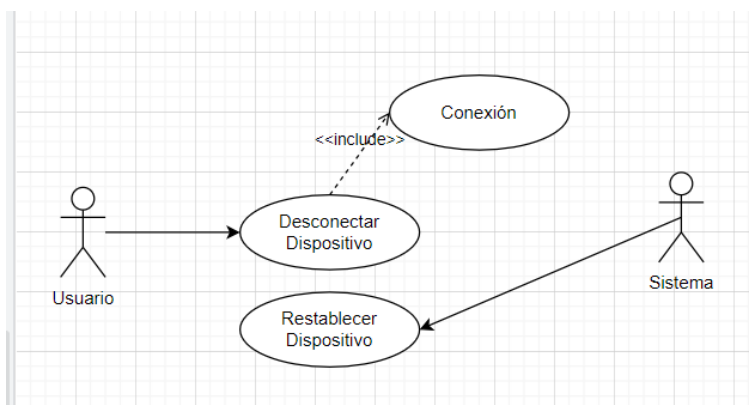 Conexión
<<include>>
Desconectar
Dispositivo
Usuario
Sistema
Restablecer
Dispositivo